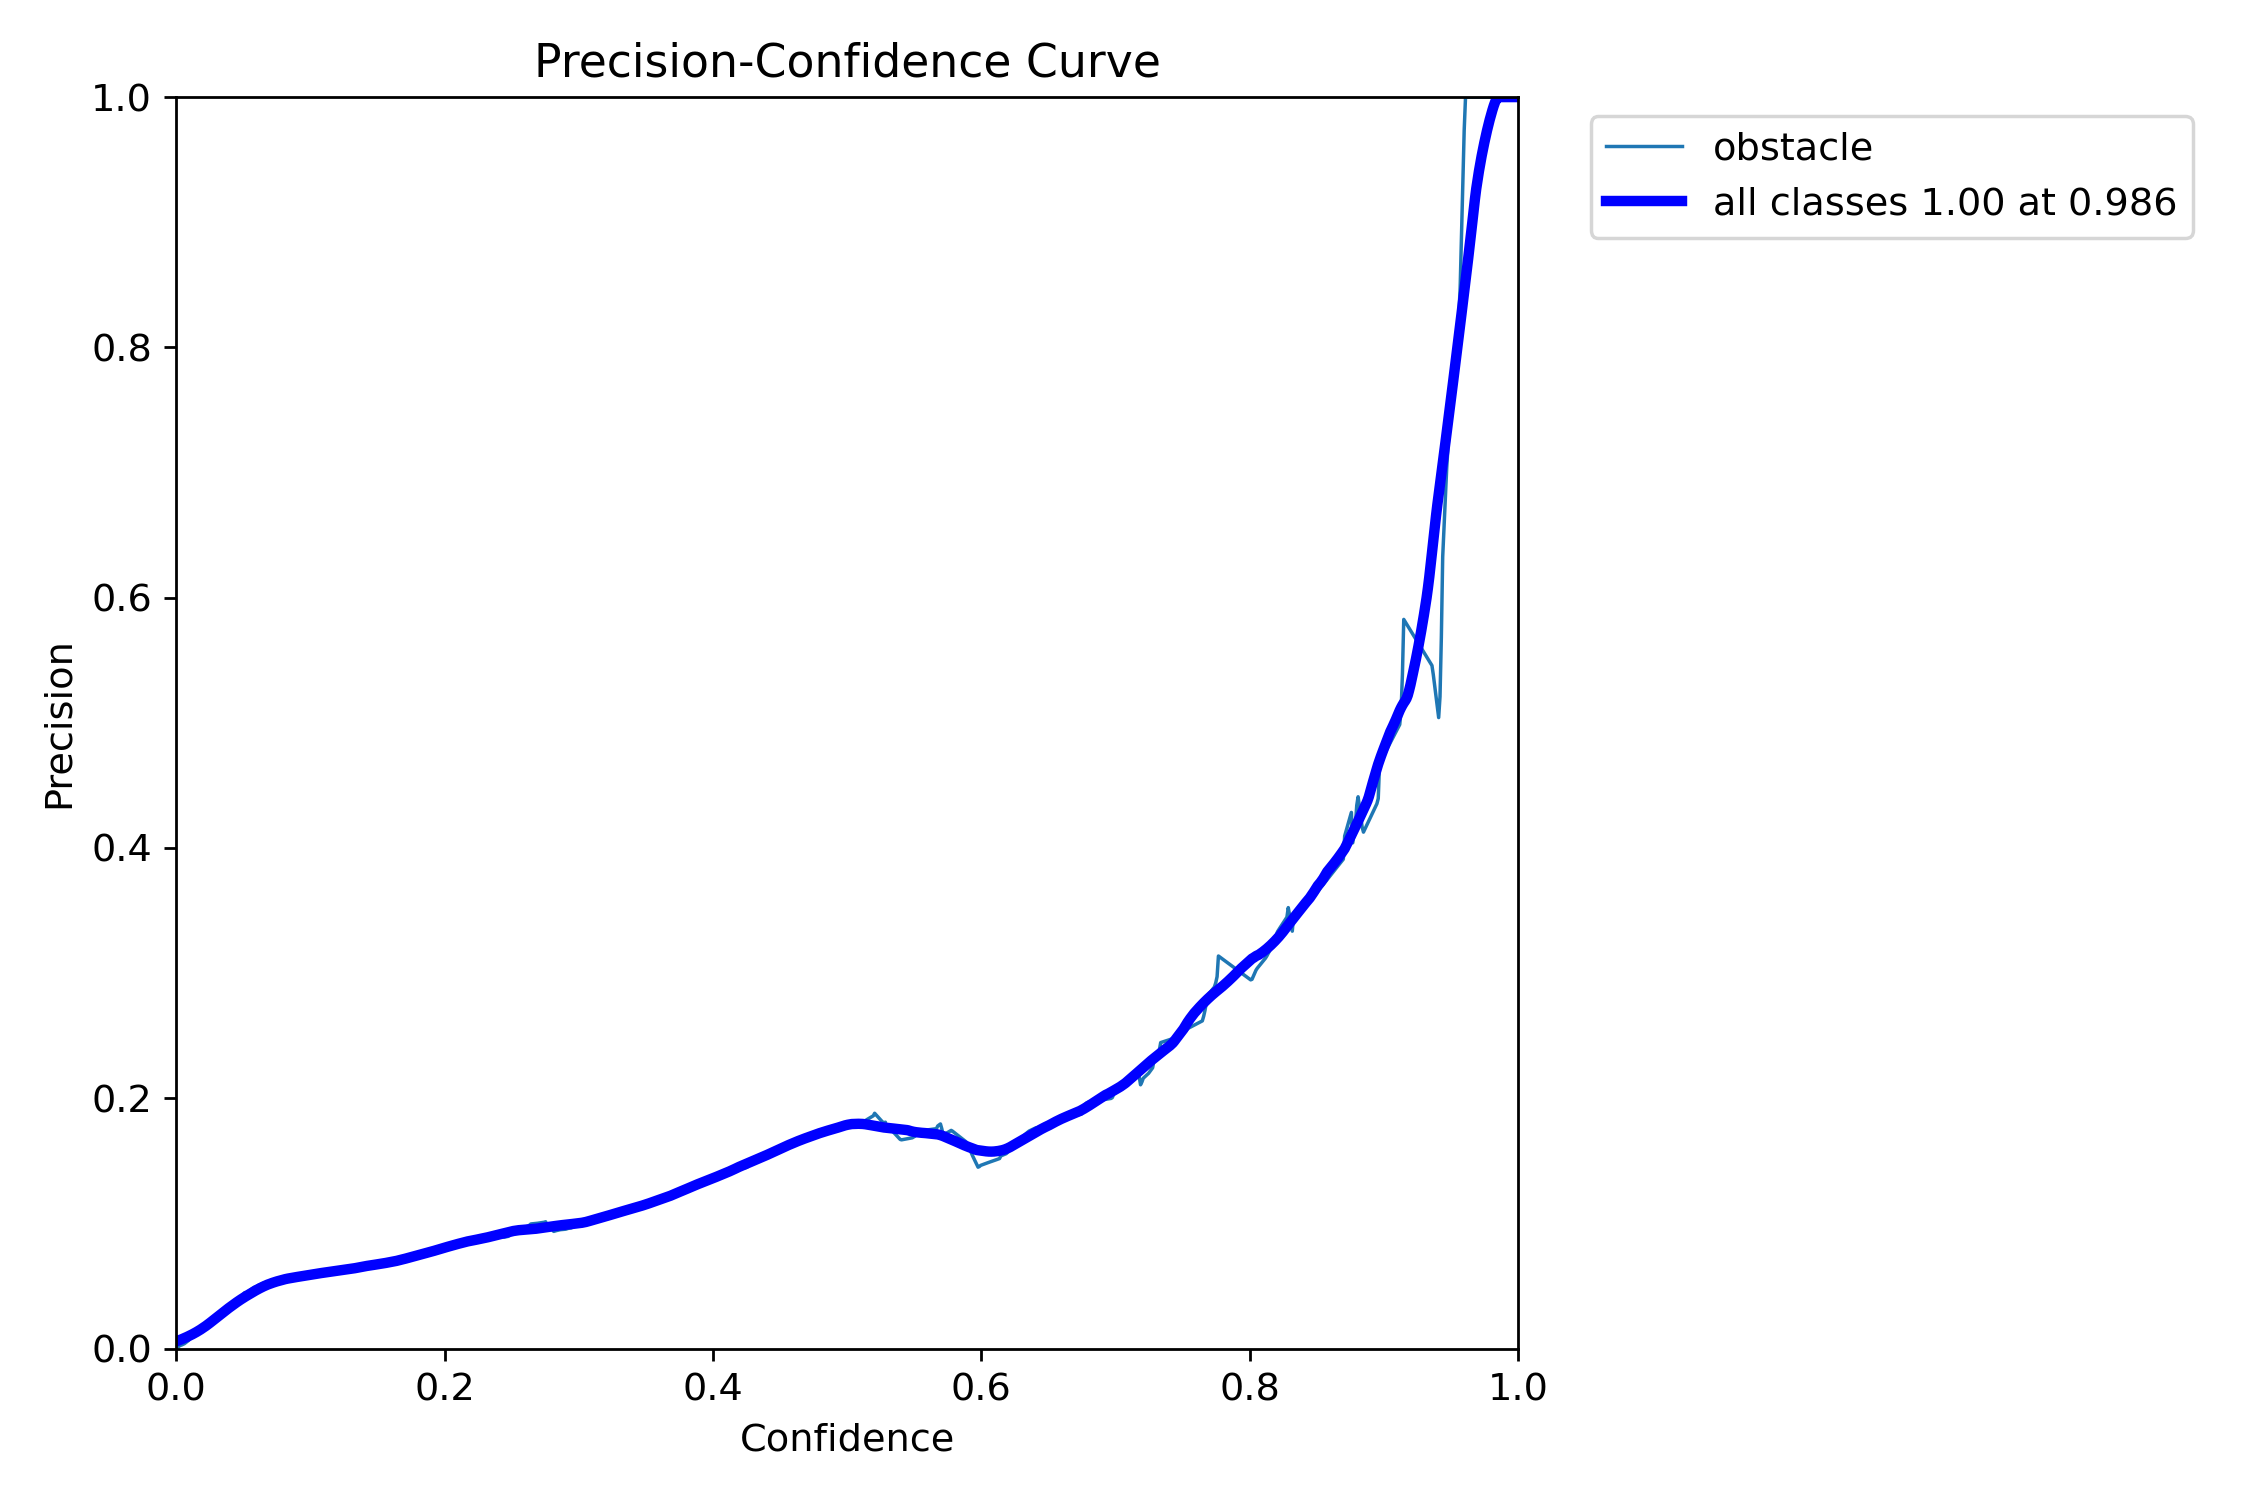 Precision-Confidence Curve
1.0
0.8
0.6
0.4
0.2
0.0
Precision
0.0 0.2 0.4 0.6 0.8 1.0
Confidence
obstacle
all classes 1.00 at 0.986